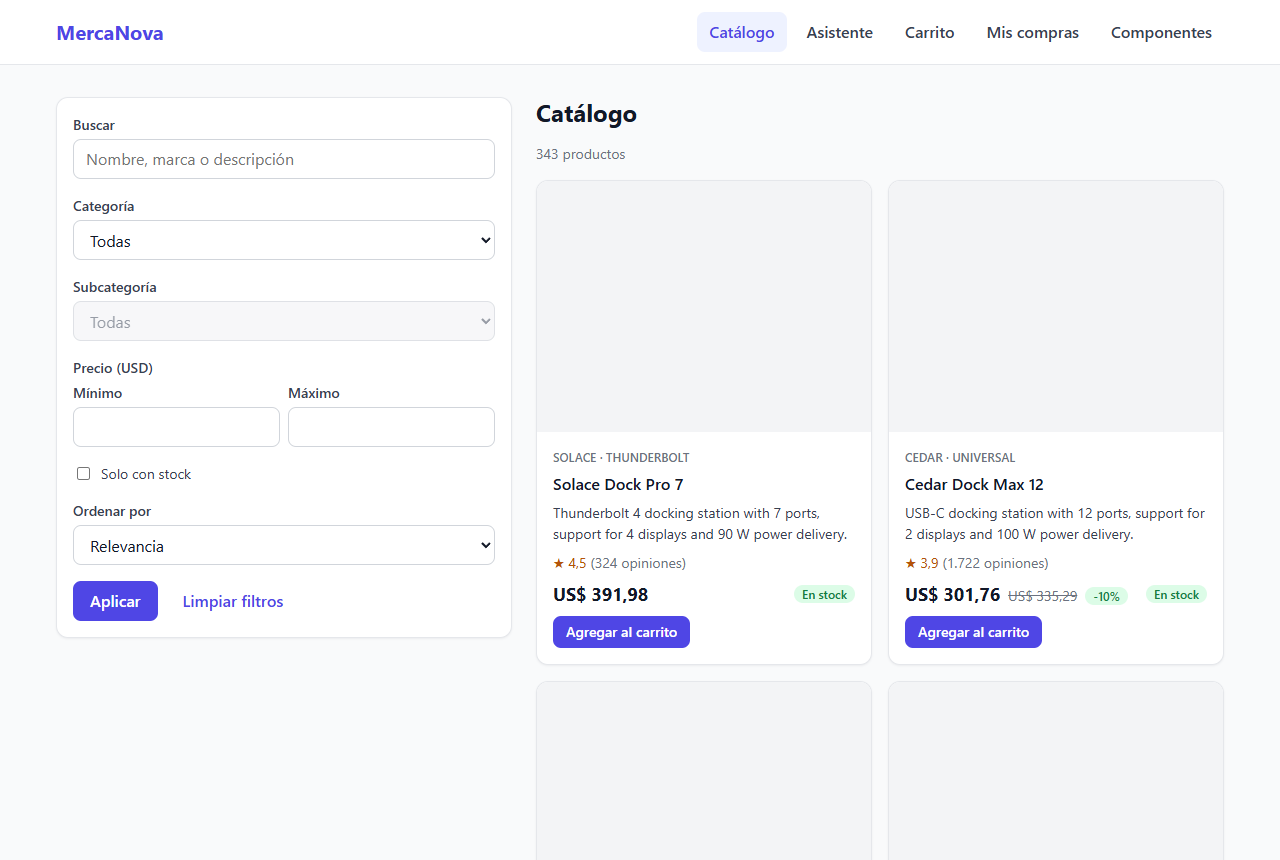 MercaNova
Catálogo
Asistente
Carrito
Mis compras
Componentes
Buscar
Nombre, marca o descripción
Categoría
Todas
Subcategoría
Todas
Precio (USD)
Mínimo
Máximo
Solo con stock
Ordenar por
Relevancia
Aplicar
Limpiar filtros
Catálogo
343 productos
SOLACE · THUNDERBOLT
Solace Dock Pro 7
Thunderbolt 4 docking station with 7 ports,
support for 4 displays and 90 W power delivery.
★ 4,5 (324 opiniones)
US$ 391,98
En stock
Agregar al carrito
CEDAR · UNIVERSAL
Cedar Dock Max 12
USB-C docking station with 12 ports, support for
2 displays and 100 W power delivery.
★ 3,9 (1.722 opiniones)
US$ 301,76 US$ 335,29 -10%
En stock
Agregar al carrito